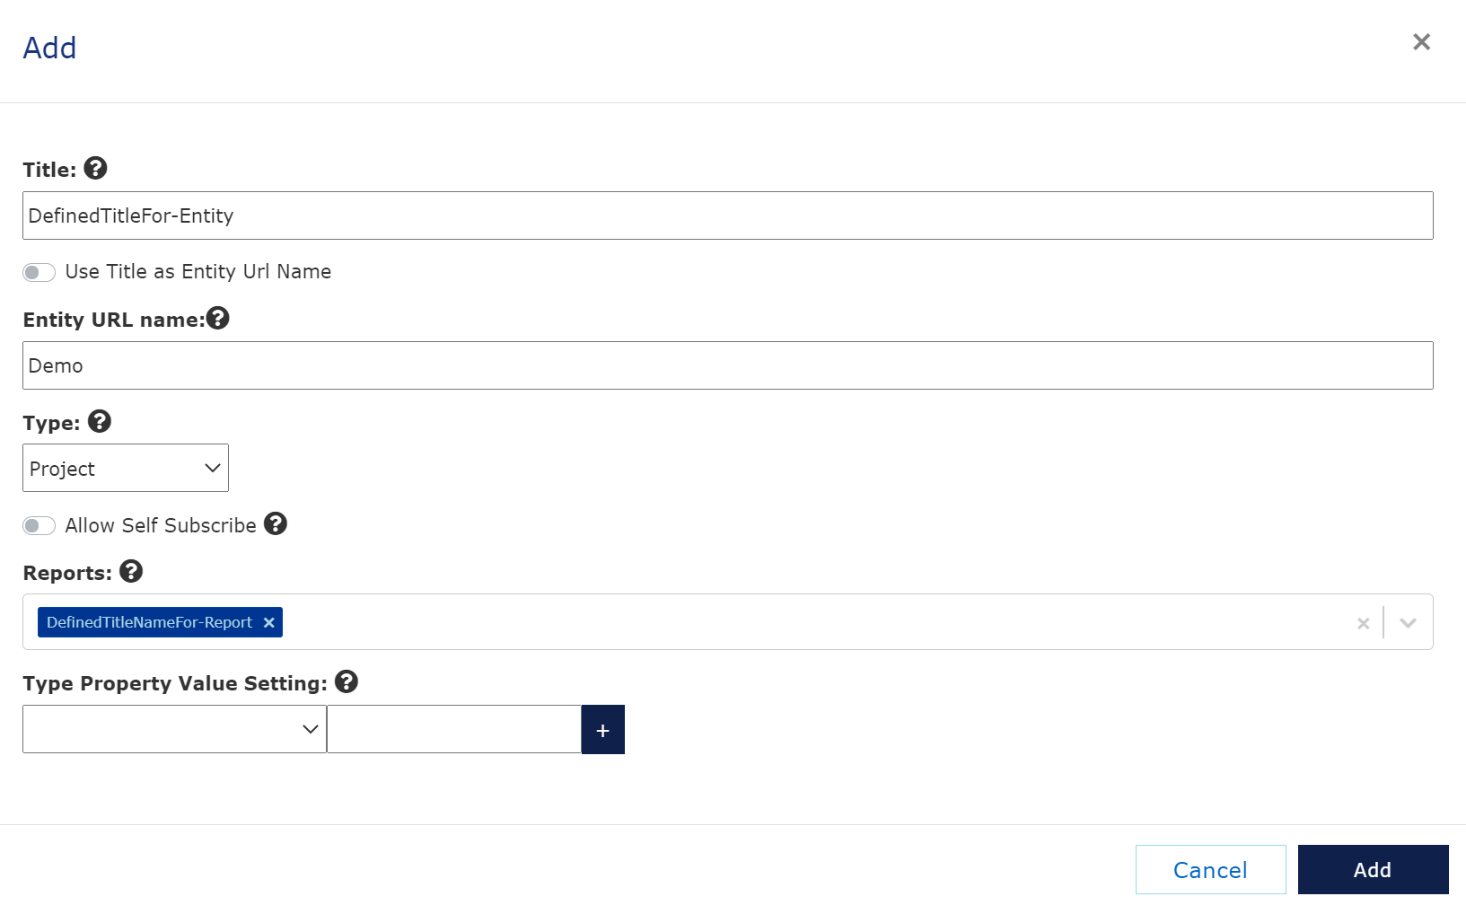 Add
Title:
DefinedTitleFor-Entity
Use Title as Entity Url Name
Entity URL name:
Demo
Type:
Project
Allow Self Subscribe
Reports:
DefinedTitleNameFor-Report
Type Property Value Setting:
+
Cancel
Add